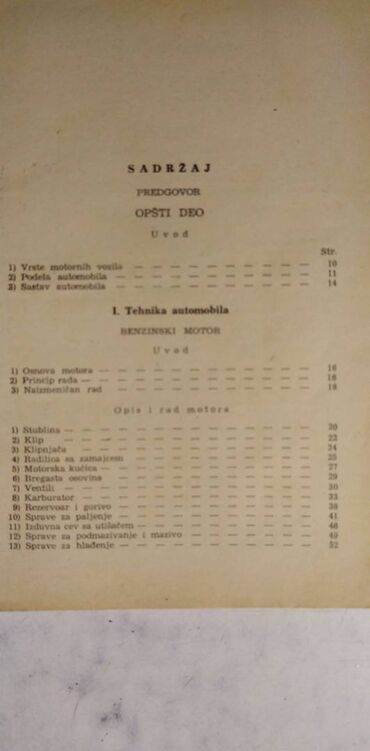 SADRŽAJ
PREDGOVOR
OPŠTI DEO
Uvod
Str.
1) Vrste motornih vozila — — — — — — — — — 10
2) Podela automobila — — — — — — — — — — 11
3) Sastav automobila — — — — — — — — — — 14
I. Tehnika automobila
BENZINSKI MOTOR
Uvod
1) Osnova motora — — — — — — — — — — 16
2) Princip rada — — — — — — — — — — — 16
3) Naizmeničan rad — — — — — — — — — — 18
Opis i rad motora
1) Stublina — — — — — — — — — — — — 20
2) Klip — — — — — — — — — — — — 22
3) Klipnjača — — — — — — — — — — — 24
4) Radilica sa zamajcem — — — — — — — — — 25
5) Motorska kućica — — — — — — — — — — 27
6) Bregasta osovina — — — — — — — — — — 29
7) Ventili — — — — — — — — — — — — 30
8) Karburator — — — — — — — — — — — 33
9) Rezervoar i gorivo — — — — — — — — — — 38
10) Sprave za paljenje — — — — — — — — — — 41
11) Izduvna cev sa utišačem — — — — — — — — 48
12) Sprave za podmazivanje i mazivo — — — — — — 49
13) Sprave za hlađenje — — — — — — — — — — 52